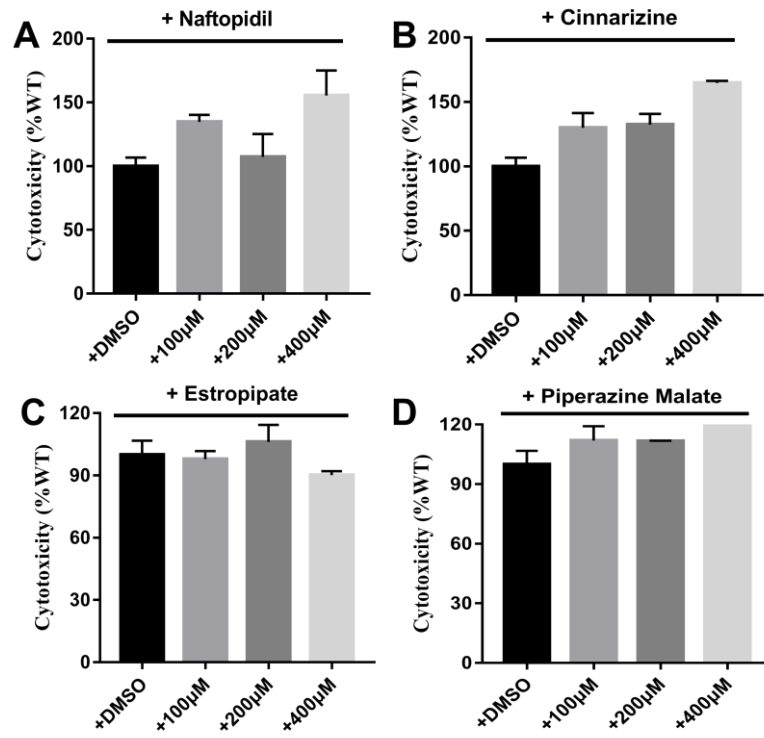 A
+ Naftopidil
Cytotoxicity (%WT)
200
150
100
50
0
+DMSO
+100μM
+200μM
+400μM
B
+ Cinnarizine
Cytotoxicity (%WT)
200
150
100
50
0
+DMSO
+100μM
+200μM
+400μM
C
+ Estropipate
Cytotoxicity (%WT)
120
90
60
30
0
+DMSO
+100μM
+200μM
+400μM
D
+ Piperazine Malate
Cytotoxicity (%WT)
120
90
60
30
0
+DMSO
+100μM
+200μM
+400μM